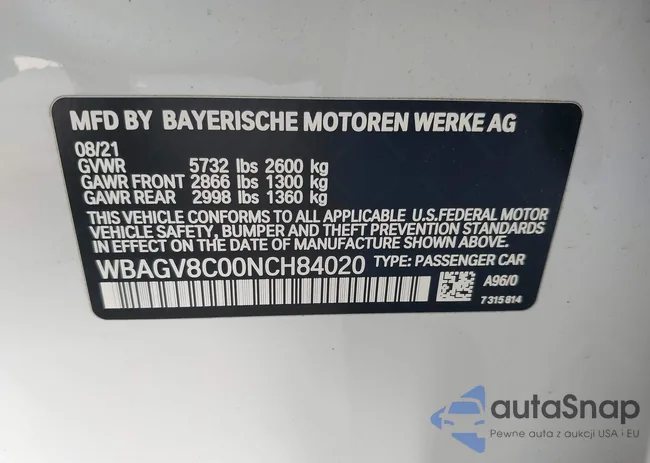 MFD BY BAYERISCHE MOTOREN WERKE AG
08/21
GVWR 5732 lbs 2600 kg
GAWR FRONT 2866 lbs 1300 kg
GAWR REAR 2998 lbs 1360 kg
THIS VEHICLE CONFORMS TO ALL APPLICABLE U.S.FEDERAL MOTOR
VEHICLE SAFETY, BUMPER AND THEFT PREVENTION STANDARDS
IN EFFECT ON THE DATE OF MANUFACTURE SHOWN ABOVE.
WBAGV8C00NCH84020 TYPE: PASSENGER CAR
A96/0
7 315 814
autaSnap
Pewne auta z aukcji USA i EU